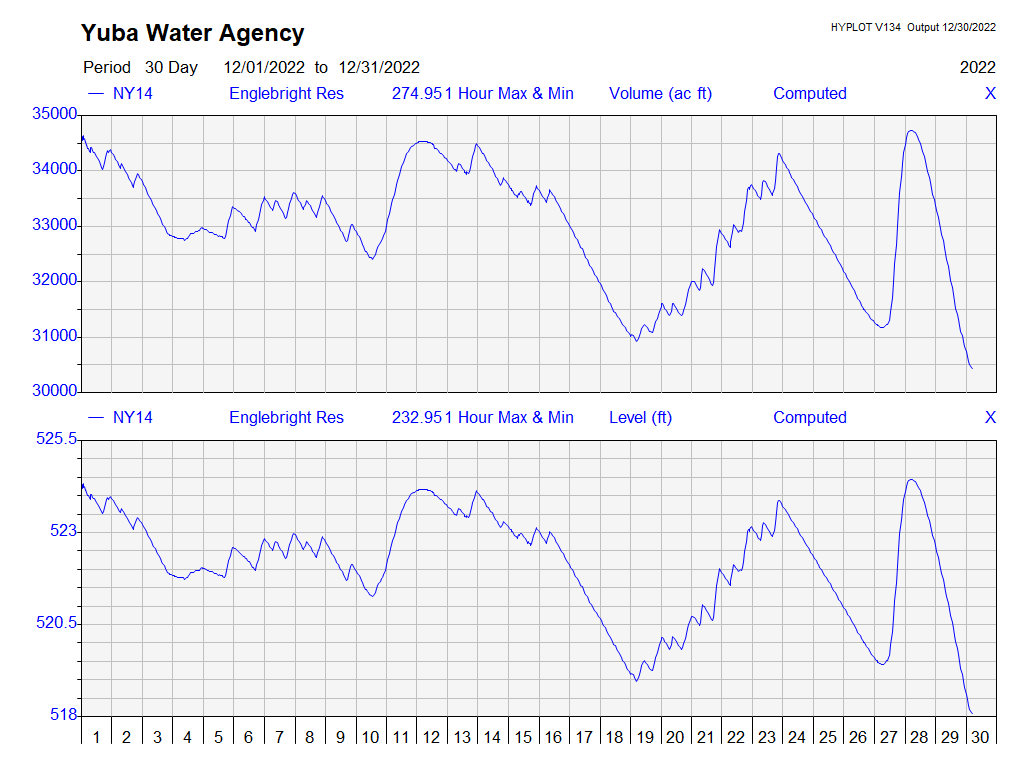 Yuba Water Agency
HYPLOT V134 Output 12/30/2022
Period 30 Day 12/01/2022 to 12/31/2022 2022
NY14 Englebright Res 274.951 Hour Max & Min Volume (ac ft) Computed X
35000
34000
33000
32000
31000
30000
NY14 Englebright Res 232.951 Hour Max & Min Level (ft) Computed X
525.5
523
520.5
518
1 2 3 4 5 6 7 8 9 10 11 12 13 14 15 16 17 18 19 20 21 22 23 24 25 26 27 28 29 30